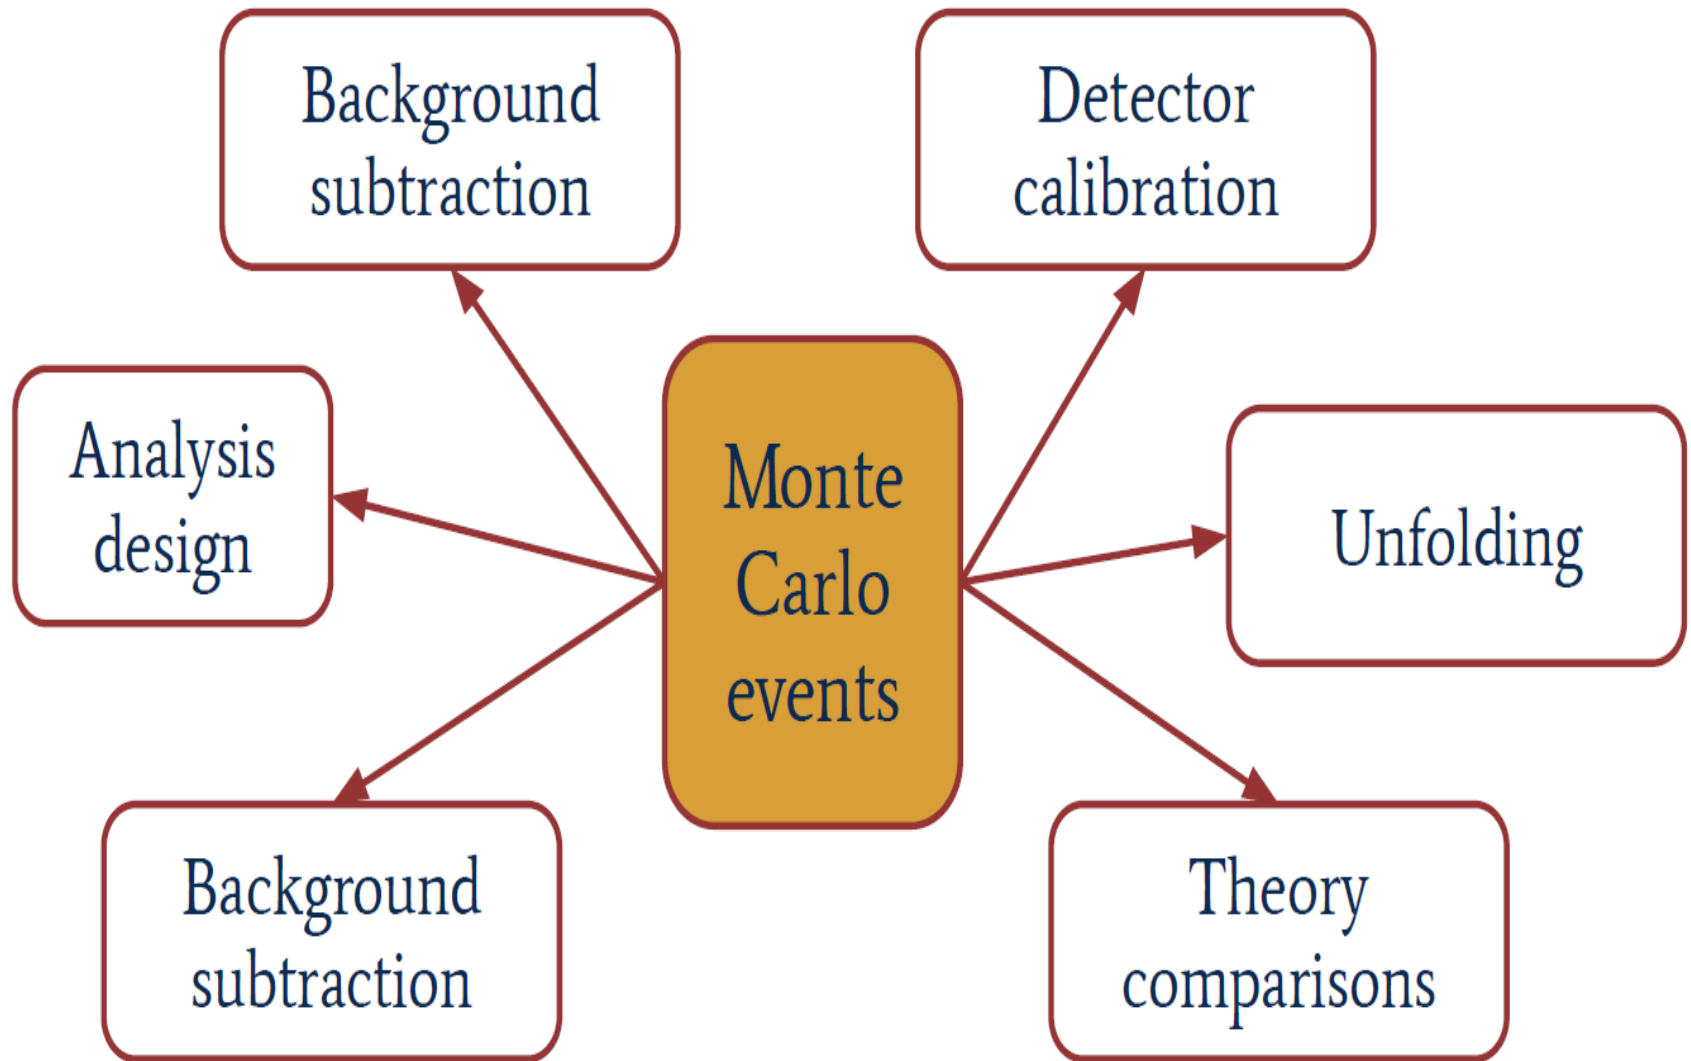 Background
subtraction
Detector
calibration
Analysis
design
Monte
Carlo
events
Unfolding
Background
subtraction
Theory
comparisons